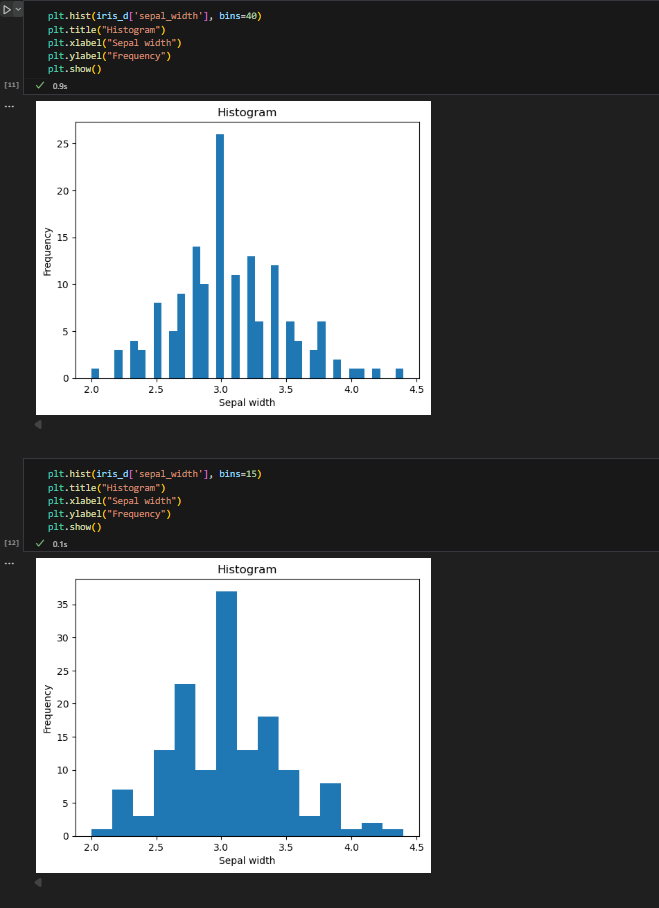 plt.hist(iris_d['sepal_width'], bins=40)
plt.title("Histogram")
plt.xlabel("Sepal width")
plt.ylabel("Frequency")
plt.show()
[11]
0.9s
...
Histogram
25
20
15
10
5
0
Frequency
2.0 2.5 3.0 3.5 4.0 4.5
Sepal width
plt.hist(iris_d['sepal_width'], bins=15)
plt.title("Histogram")
plt.xlabel("Sepal width")
plt.ylabel("Frequency")
plt.show()
[12]
0.1s
...
Histogram
35
30
25
20
15
10
5
0
Frequency
2.0 2.5 3.0 3.5 4.0 4.5
Sepal width